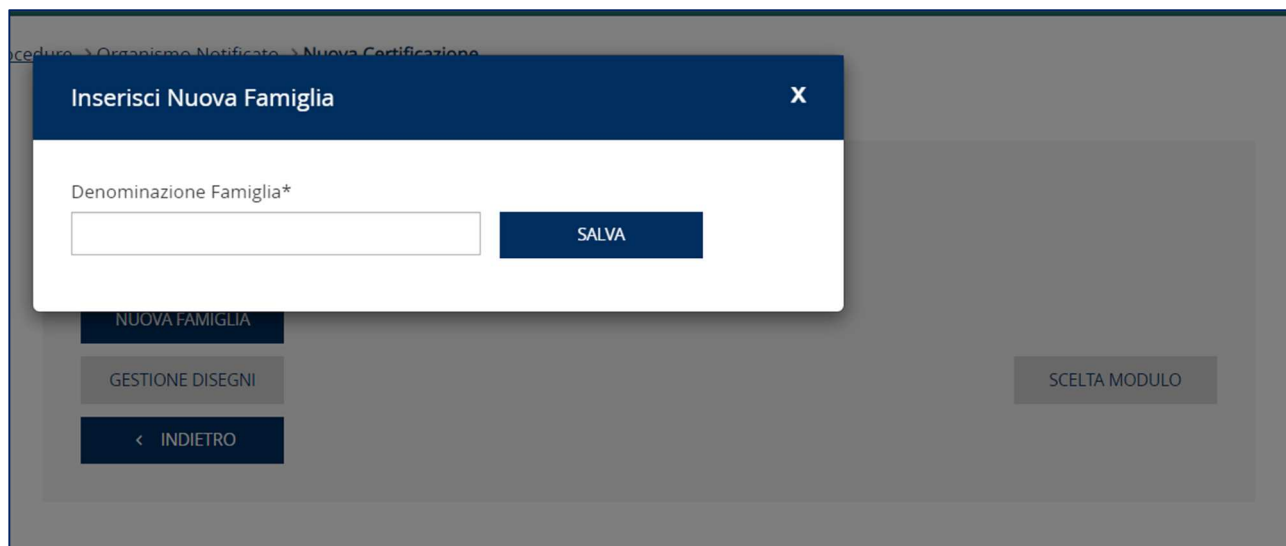 Organismo Notificato > Nuova Certificazione
Inserisci Nuova Famiglia X
Denominazione Famiglia*
SALVA
NUOVA FAMIGLIA
GESTIONE DISEGNI
SCELTA MODULO
< INDIETRO